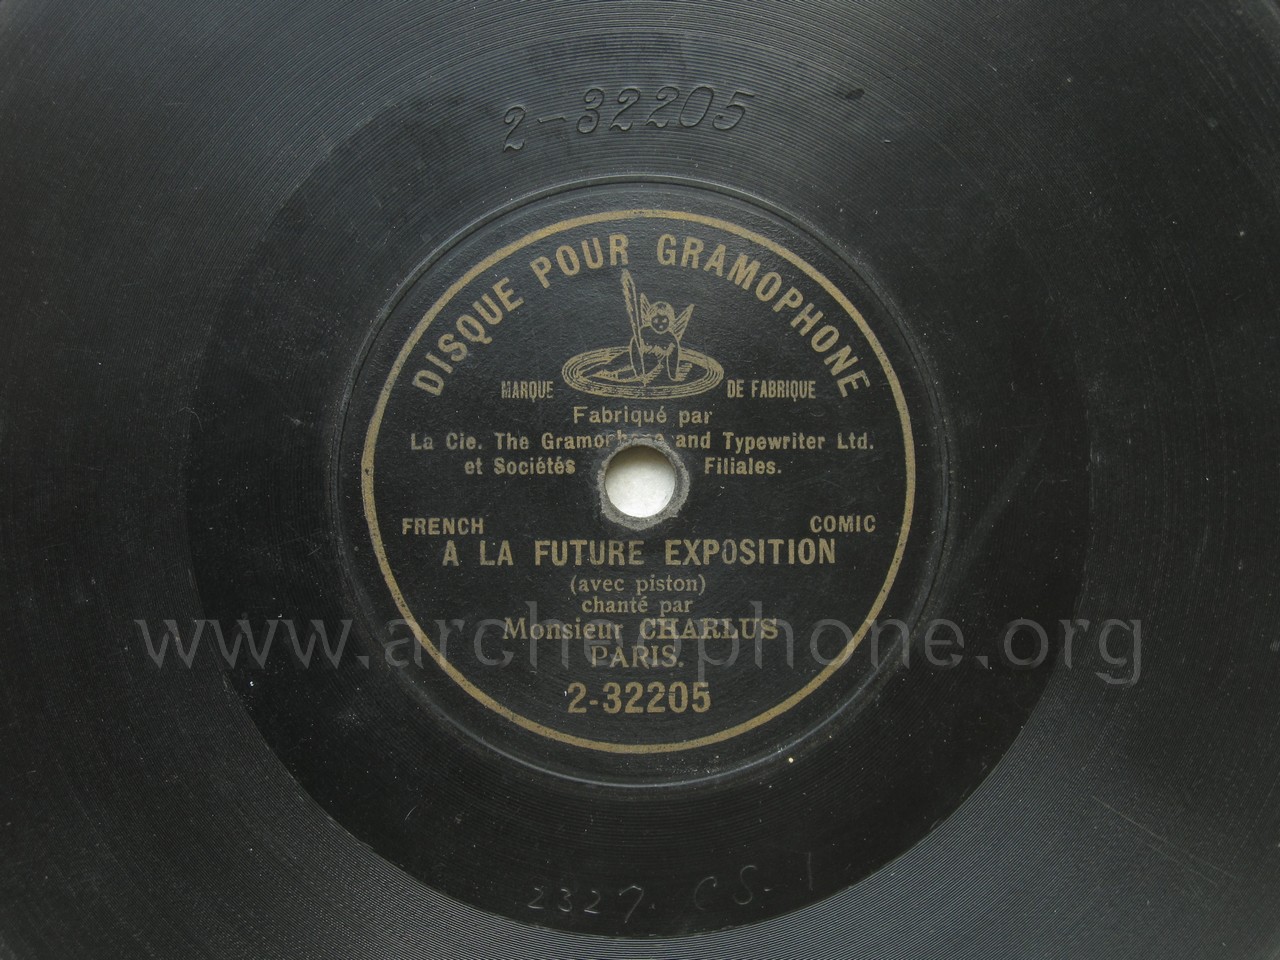 2-32205
DISQUE POUR GRAMOPHONE
MARQUE DE FABRIQUE
Fabriqué par
La Cie. The Gramophone and Typewriter Ltd.
et Sociétés Filiales.
FRENCH COMIC
A LA FUTURE EXPOSITION
(avec piston)
chanté par
Monsieur CHARLUS
www.archeophone.org
PARIS.
2-32205
2327. CS. 1